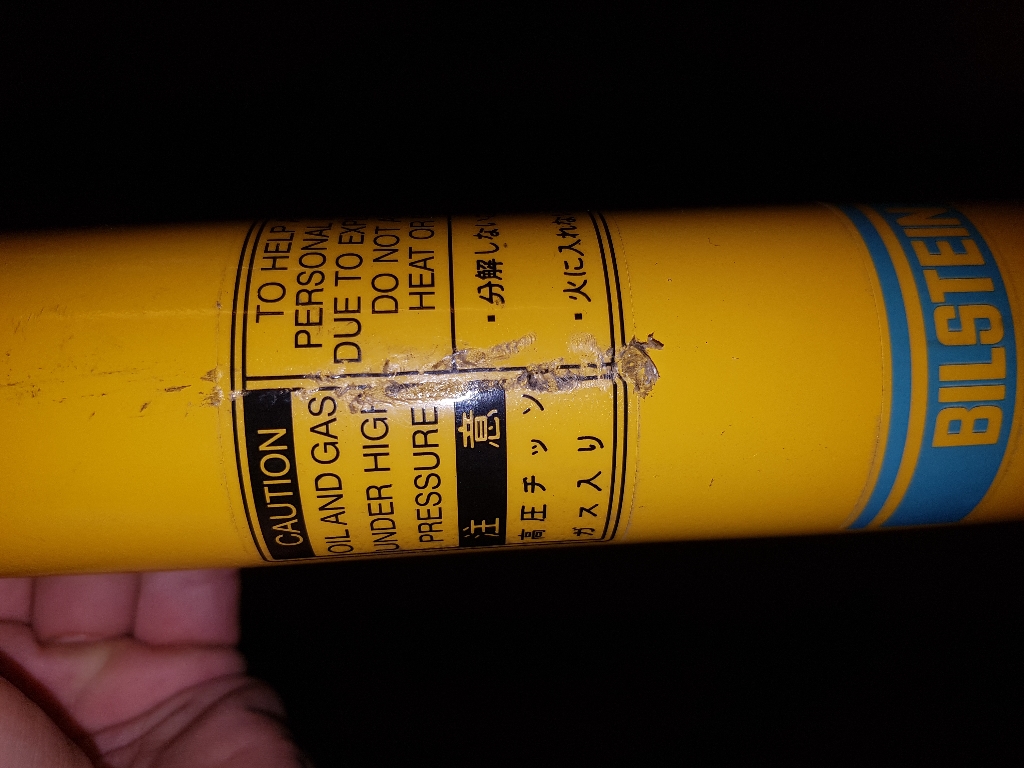 CAUTION
OIL AND GAS
UNDER HIGH
PRESSURE
TO HELP
PERSONAL
DUE TO
DO NOT
HEAT OR
注 意
高圧チッソ
ガス入り
・分解しない
・火に入れな
BILSTEIN